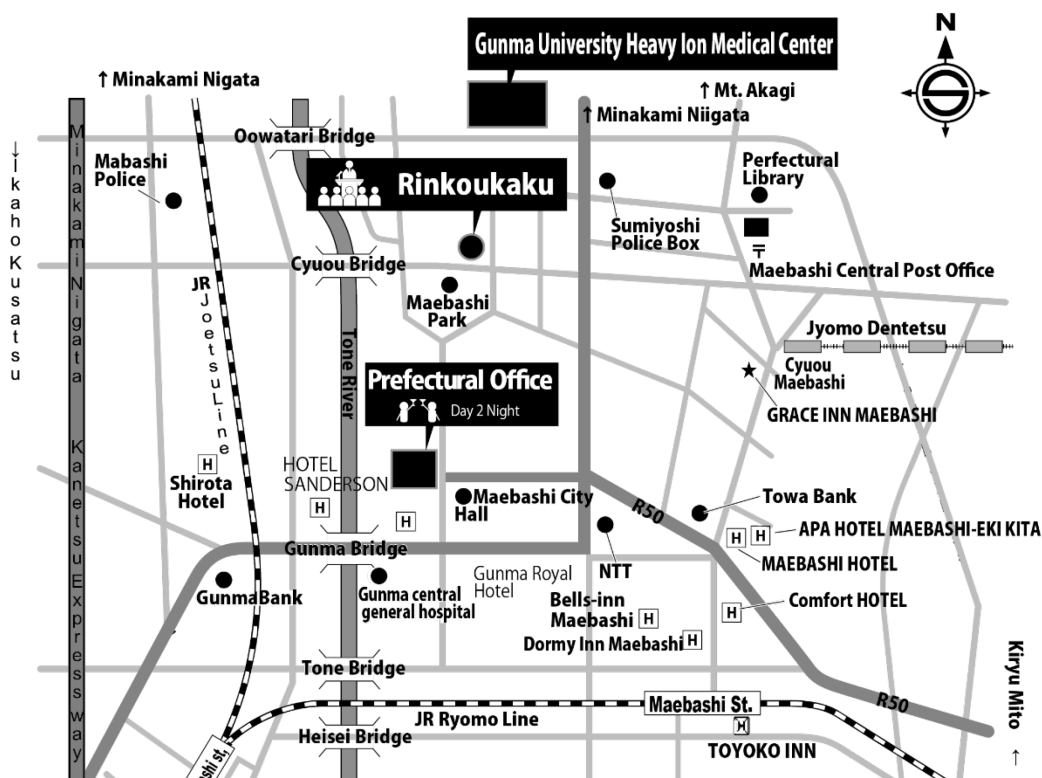 Gunma University Heavy Ion Medical Center
N
↑ Minakami Nigata
↑ Mt. Akagi
↑ Minakami Niigata
Oowatari Bridge
Mabashi
Police
Rinkoukaku
Perfectural
Library
Sumiyoshi
Police Box
〒
Maebashi Central Post Office
←Ikaho Kusatsu
Minakami Nigata Kanetsu Express way
Cyuou Bridge
JR Joetsu Line
Maebashi
Park
Tone River
Jyomo Dentetsu
Cyuou
Maebashi
GRACE INN MAEBASHI
Prefectural Office
Day 2 Night
HOTEL
SANDERSON
H
Shirota
Hotel
H
H
Maebashi City
Hall
R50
Towa Bank
H
H
APA HOTEL MAEBASHI-EKI KITA
MAEBASHI HOTEL
Gunma Bridge
NTT
GunmaBank
Gunma central
general hospital
Gunma Royal
Hotel
Bells-inn
Maebashi
H
H
Comfort HOTEL
Dormy Inn Maebashi
H
Tone Bridge
Kiryu Mito →
R50
Maebashi St.
JR Ryomo Line
H
TOYOKO INN
Heisei Bridge
ashi st.